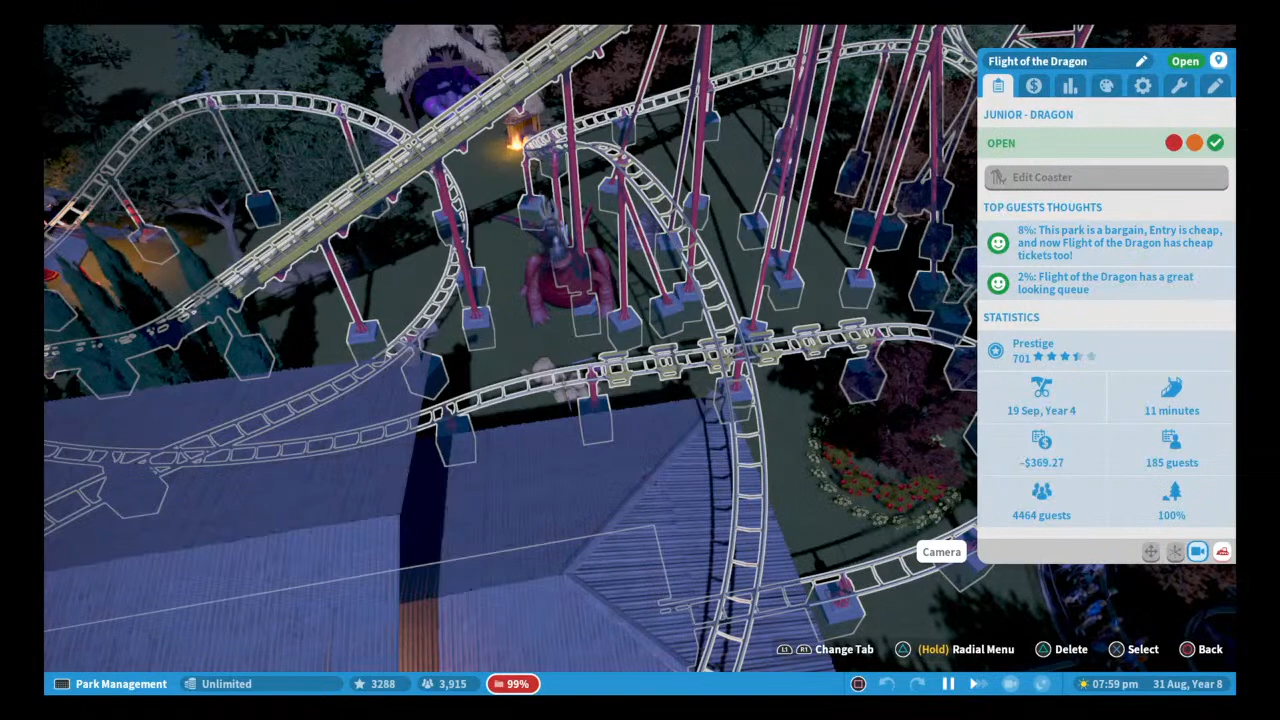 Flight of the Dragon
Open
JUNIOR - DRAGON
OPEN
Edit Coaster
TOP GUESTS THOUGHTS
8%: This park is a bargain, Entry is cheap,
and now Flight of the Dragon has cheap
tickets too!
2%: Flight of the Dragon has a great
looking queue
STATISTICS
Prestige
701
19 Sep, Year 4
11 minutes
-$369.27
185 guests
4464 guests
100%
Camera
L1 R1 Change Tab
(Hold) Radial Menu
Delete
Select
Back
Park Management
Unlimited
3288
3,915
99%
07:59 pm
31 Aug, Year 8